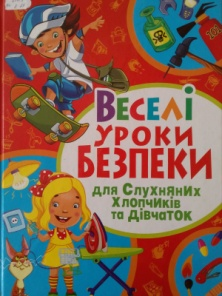 ВЕСЕЛІ
УРОКИ
БЕЗПЕКИ
для Слухняних
Хлопчиків
та Дівчаток